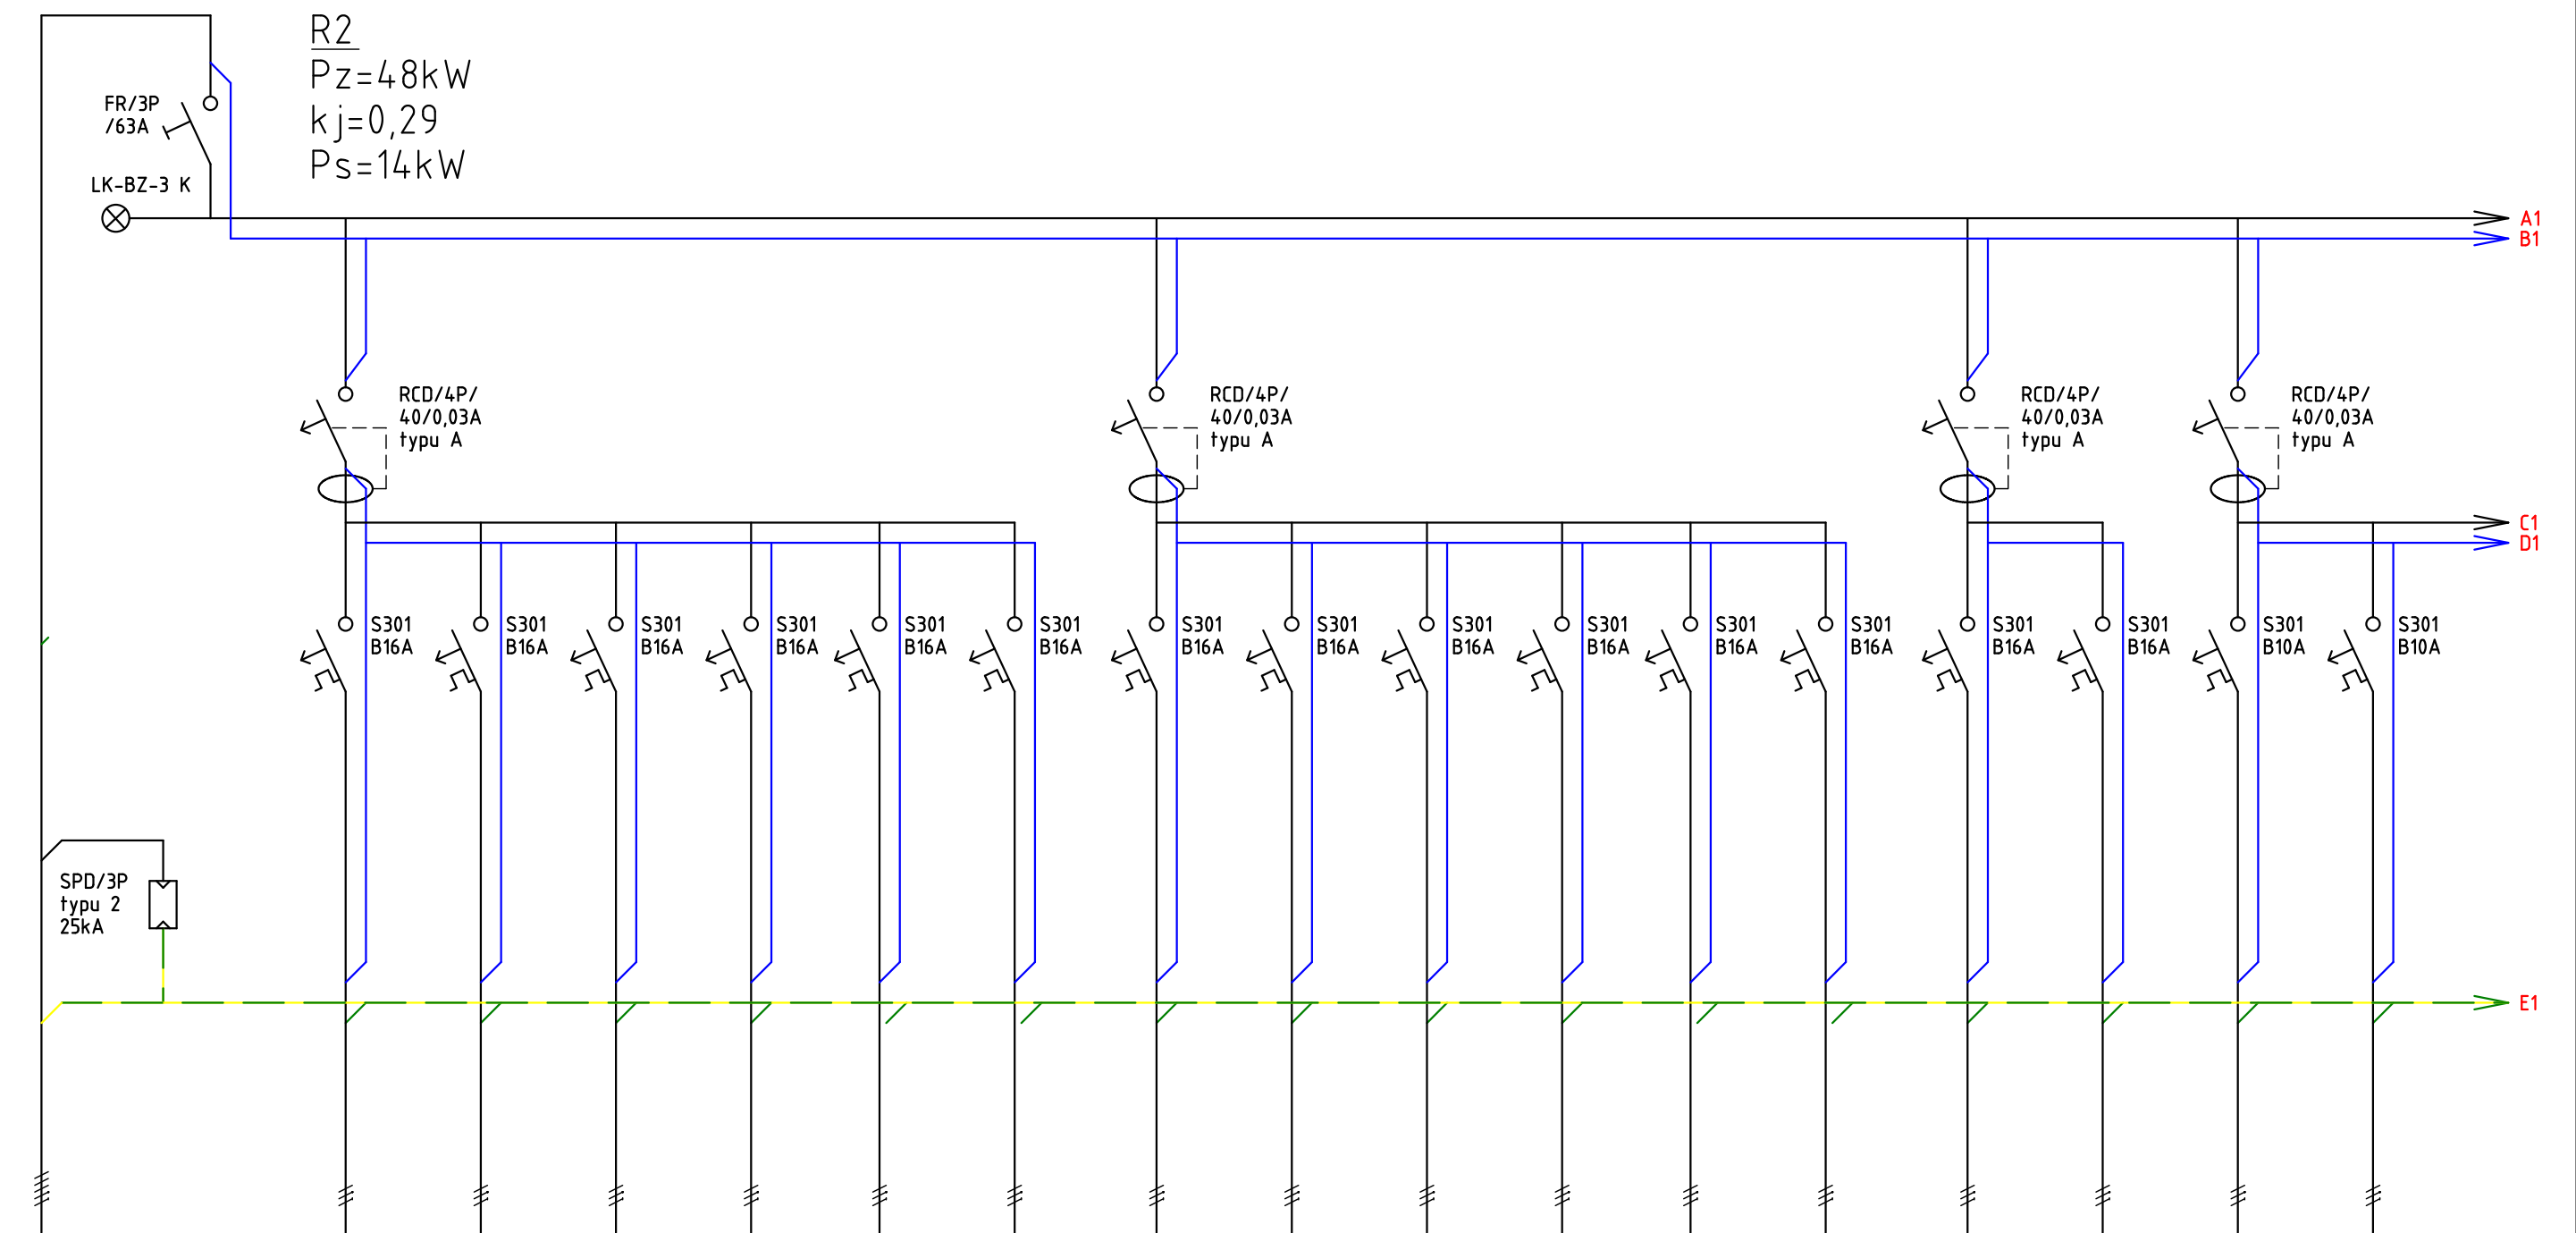 R2
Pz=48kW
kj=0,29
Ps=14kW
FR/3P
/63A
LK-BZ-3 K
A1
B1
RCD/4P/
40/0,03A
typu A
RCD/4P/
40/0,03A
typu A
RCD/4P/
40/0,03A
typu A
RCD/4P/
40/0,03A
typu A
C1
D1
S301
B16A
S301
B16A
S301
B16A
S301
B16A
S301
B16A
S301
B16A
S301
B16A
S301
B16A
S301
B16A
S301
B16A
S301
B16A
S301
B16A
S301
B16A
S301
B16A
S301
B10A
S301
B10A
SPD/3P
typu 2
25kA
E1